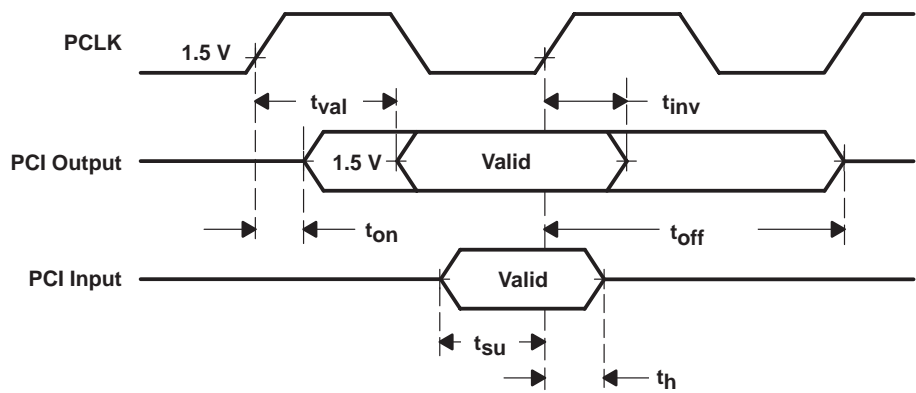 PCLK
1.5 V
tval
tinv
PCI Output
1.5 V
Valid
ton
toff
PCI Input
Valid
tsu
th